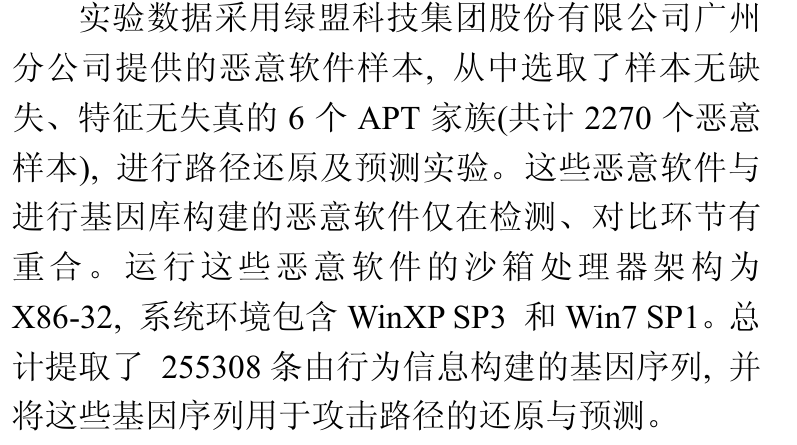 实验数据采用绿盟科技集团股份有限公司广州
分公司提供的恶意软件样本, 从中选取了样本无缺
失、特征无失真的 6 个 APT 家族(共计 2270 个恶意
样本), 进行路径还原及预测实验。这些恶意软件与
进行基因库构建的恶意软件仅在检测、对比环节有
重合。运行这些恶意软件的沙箱处理器架构为
X86-32, 系统环境包含 WinXP SP3 和 Win7 SP1。总
计提取了 255308 条由行为信息构建的基因序列, 并
将这些基因序列用于攻击路径的还原与预测。